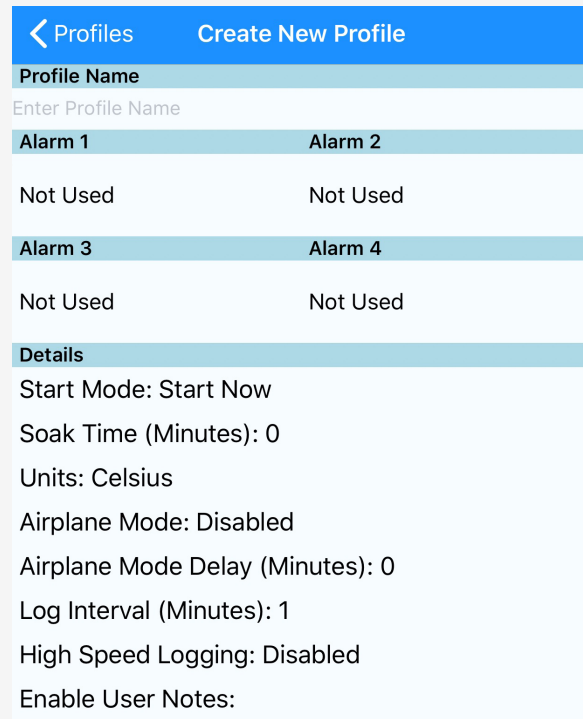 Profiles Create New Profile
Profile Name
Enter Profile Name
Alarm 1 Alarm 2
Not Used Not Used
Alarm 3 Alarm 4
Not Used Not Used
Details
Start Mode: Start Now
Soak Time (Minutes): 0
Units: Celsius
Airplane Mode: Disabled
Airplane Mode Delay (Minutes): 0
Log Interval (Minutes): 1
High Speed Logging: Disabled
Enable User Notes: